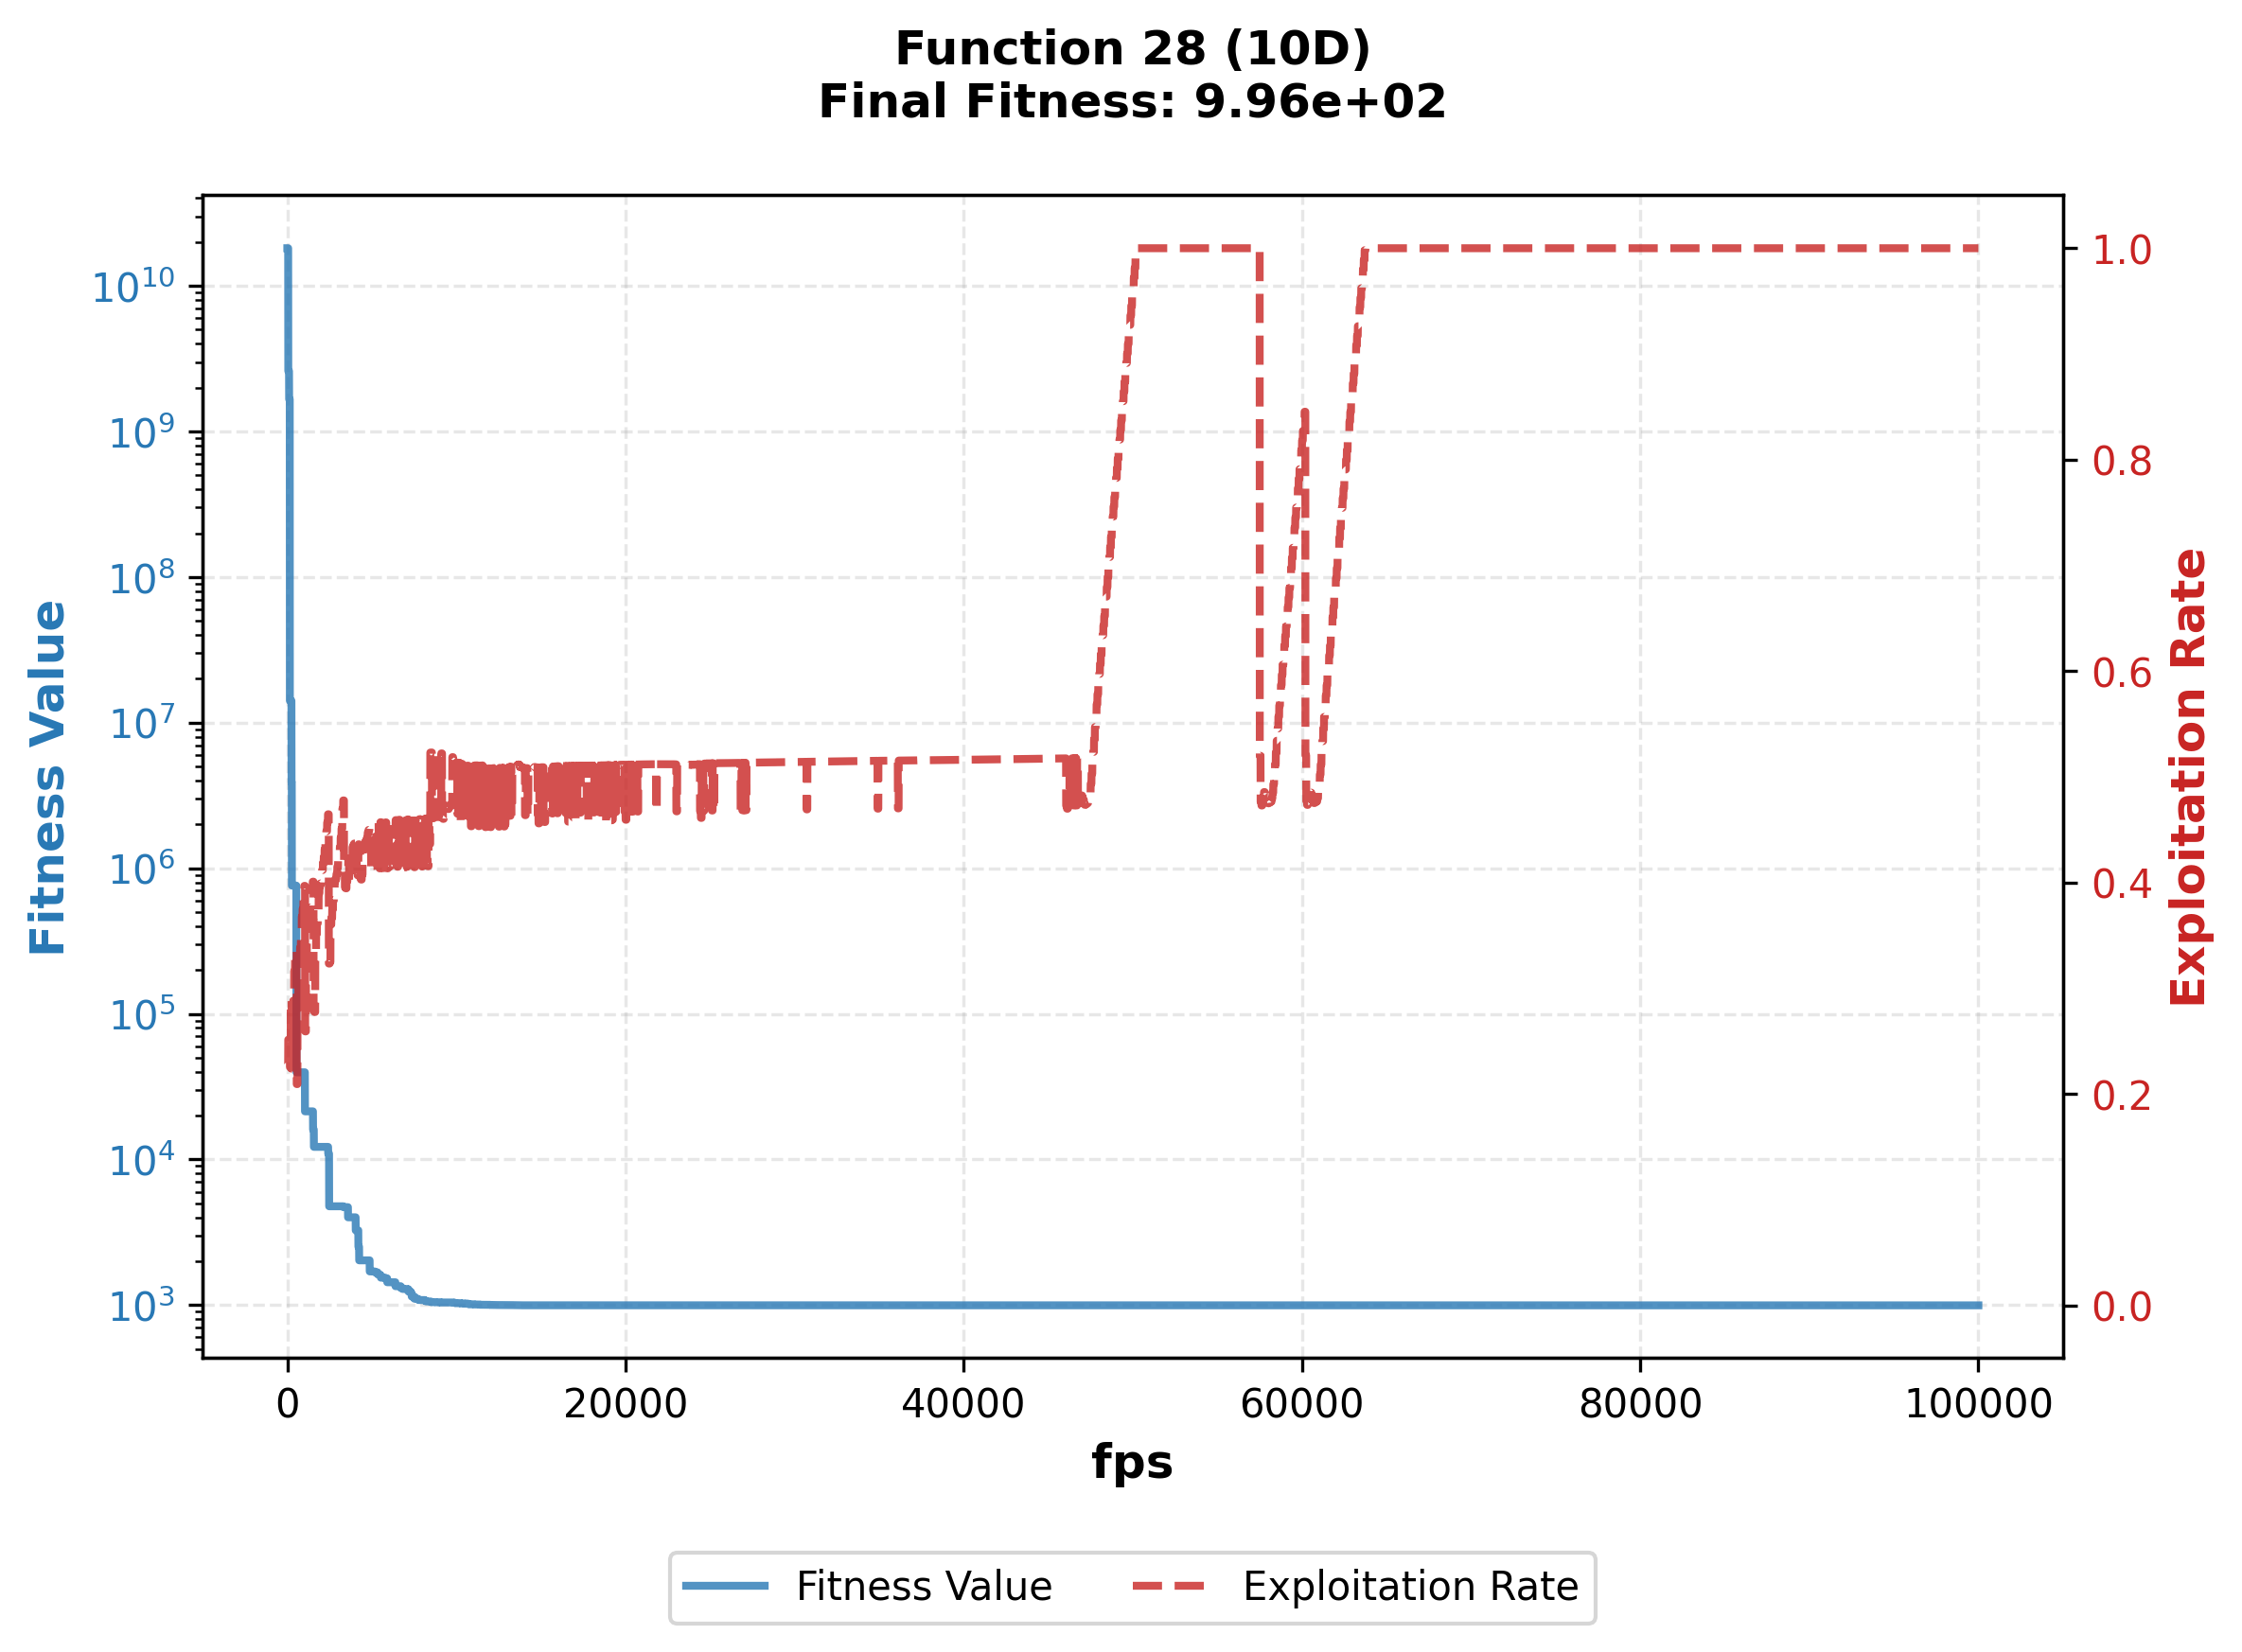 Function 28 (10D)
Final Fitness: 9.96e+02
Fitness Value
10^10
10^9
10^8
10^7
10^6
10^5
10^4
10^3
1.0
0.8
0.6
0.4
0.2
0.0
Exploitation Rate
0 20000 40000 60000 80000 100000
fps
Fitness Value Exploitation Rate